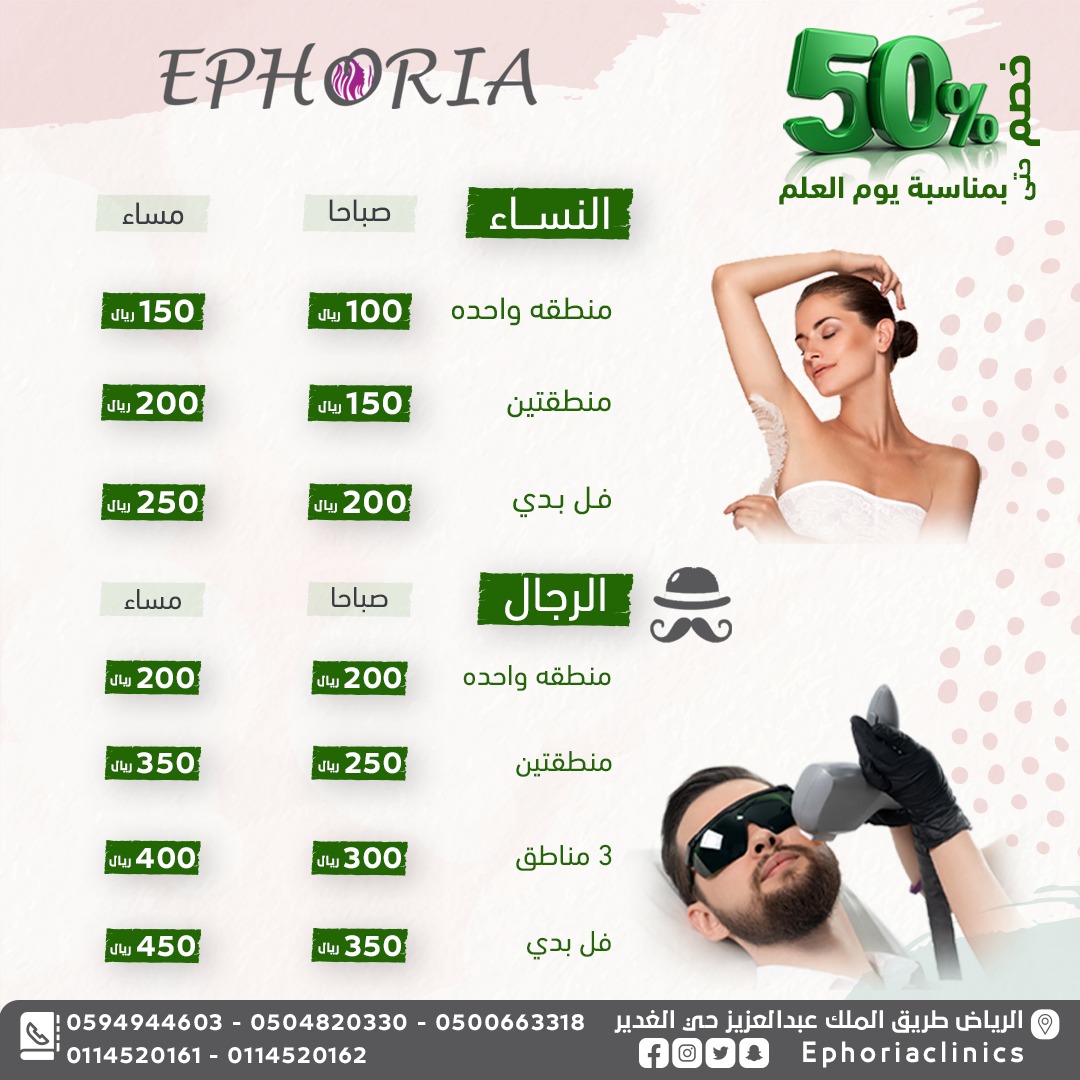 EPHORIA
خصم
حتى
50%
بمناسبة يوم العلم
النســاء
صباحا
مساء
منطقه واحده
100 ريال
150 ريال
منطقتين
150 ريال
200 ريال
فل بدي
200 ريال
250 ريال
الرجال
صباحا
مساء
منطقه واحده
200 ريال
200 ريال
منطقتين
250 ريال
350 ريال
3 مناطق
300 ريال
400 ريال
فل بدي
350 ريال
450 ريال
الرياض طريق الملك عبدالعزيز حي الغدير
Ephoriaclinics
0594944603 - 0504820330 - 0500663318
0114520161 - 0114520162